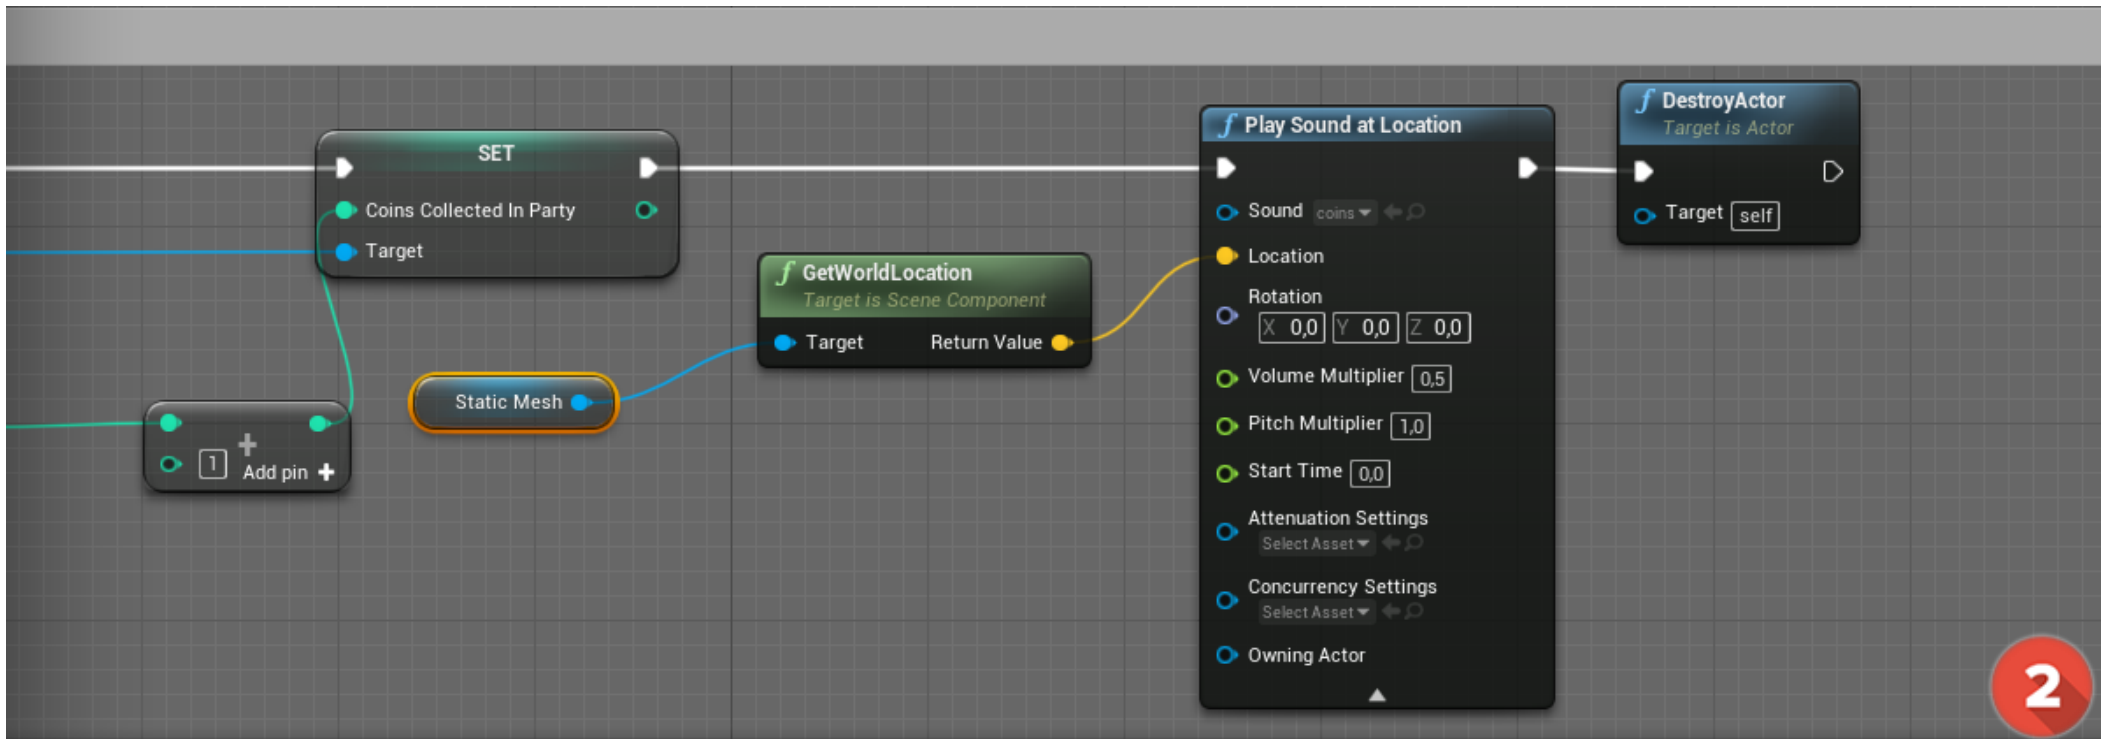 SET
Coins Collected In Party
Target
1
Add pin
Static Mesh
f GetWorldLocation
Target is Scene Component
Target
Return Value
f Play Sound at Location
Sound coins
Location
Rotation
X 0,0 Y 0,0 Z 0,0
Volume Multiplier 0,5
Pitch Multiplier 1,0
Start Time 0,0
Attenuation Settings
Select Asset
Concurrency Settings
Select Asset
Owning Actor
f DestroyActor
Target is Actor
Target self
2